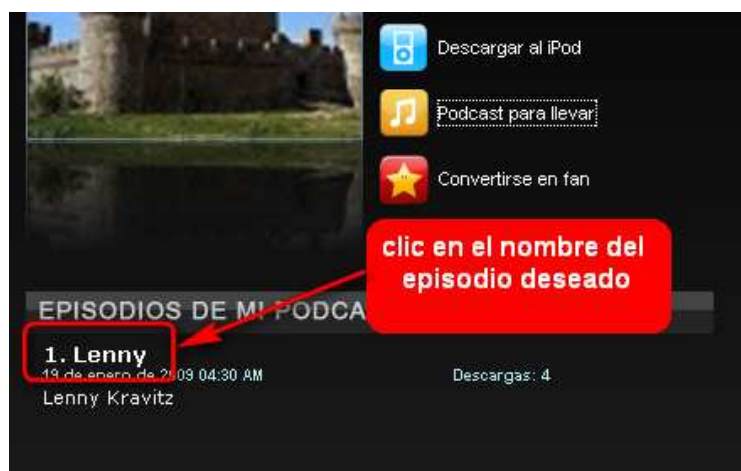 Descargar al iPod
Podcast para llevar
Convertirse en fan
clic en el nombre del
episodio deseado
EPISODIOS DE MI PODCA
1. Lenny
19 de enero de 2009 04:30 AM
Descargas: 4
Lenny Kravitz